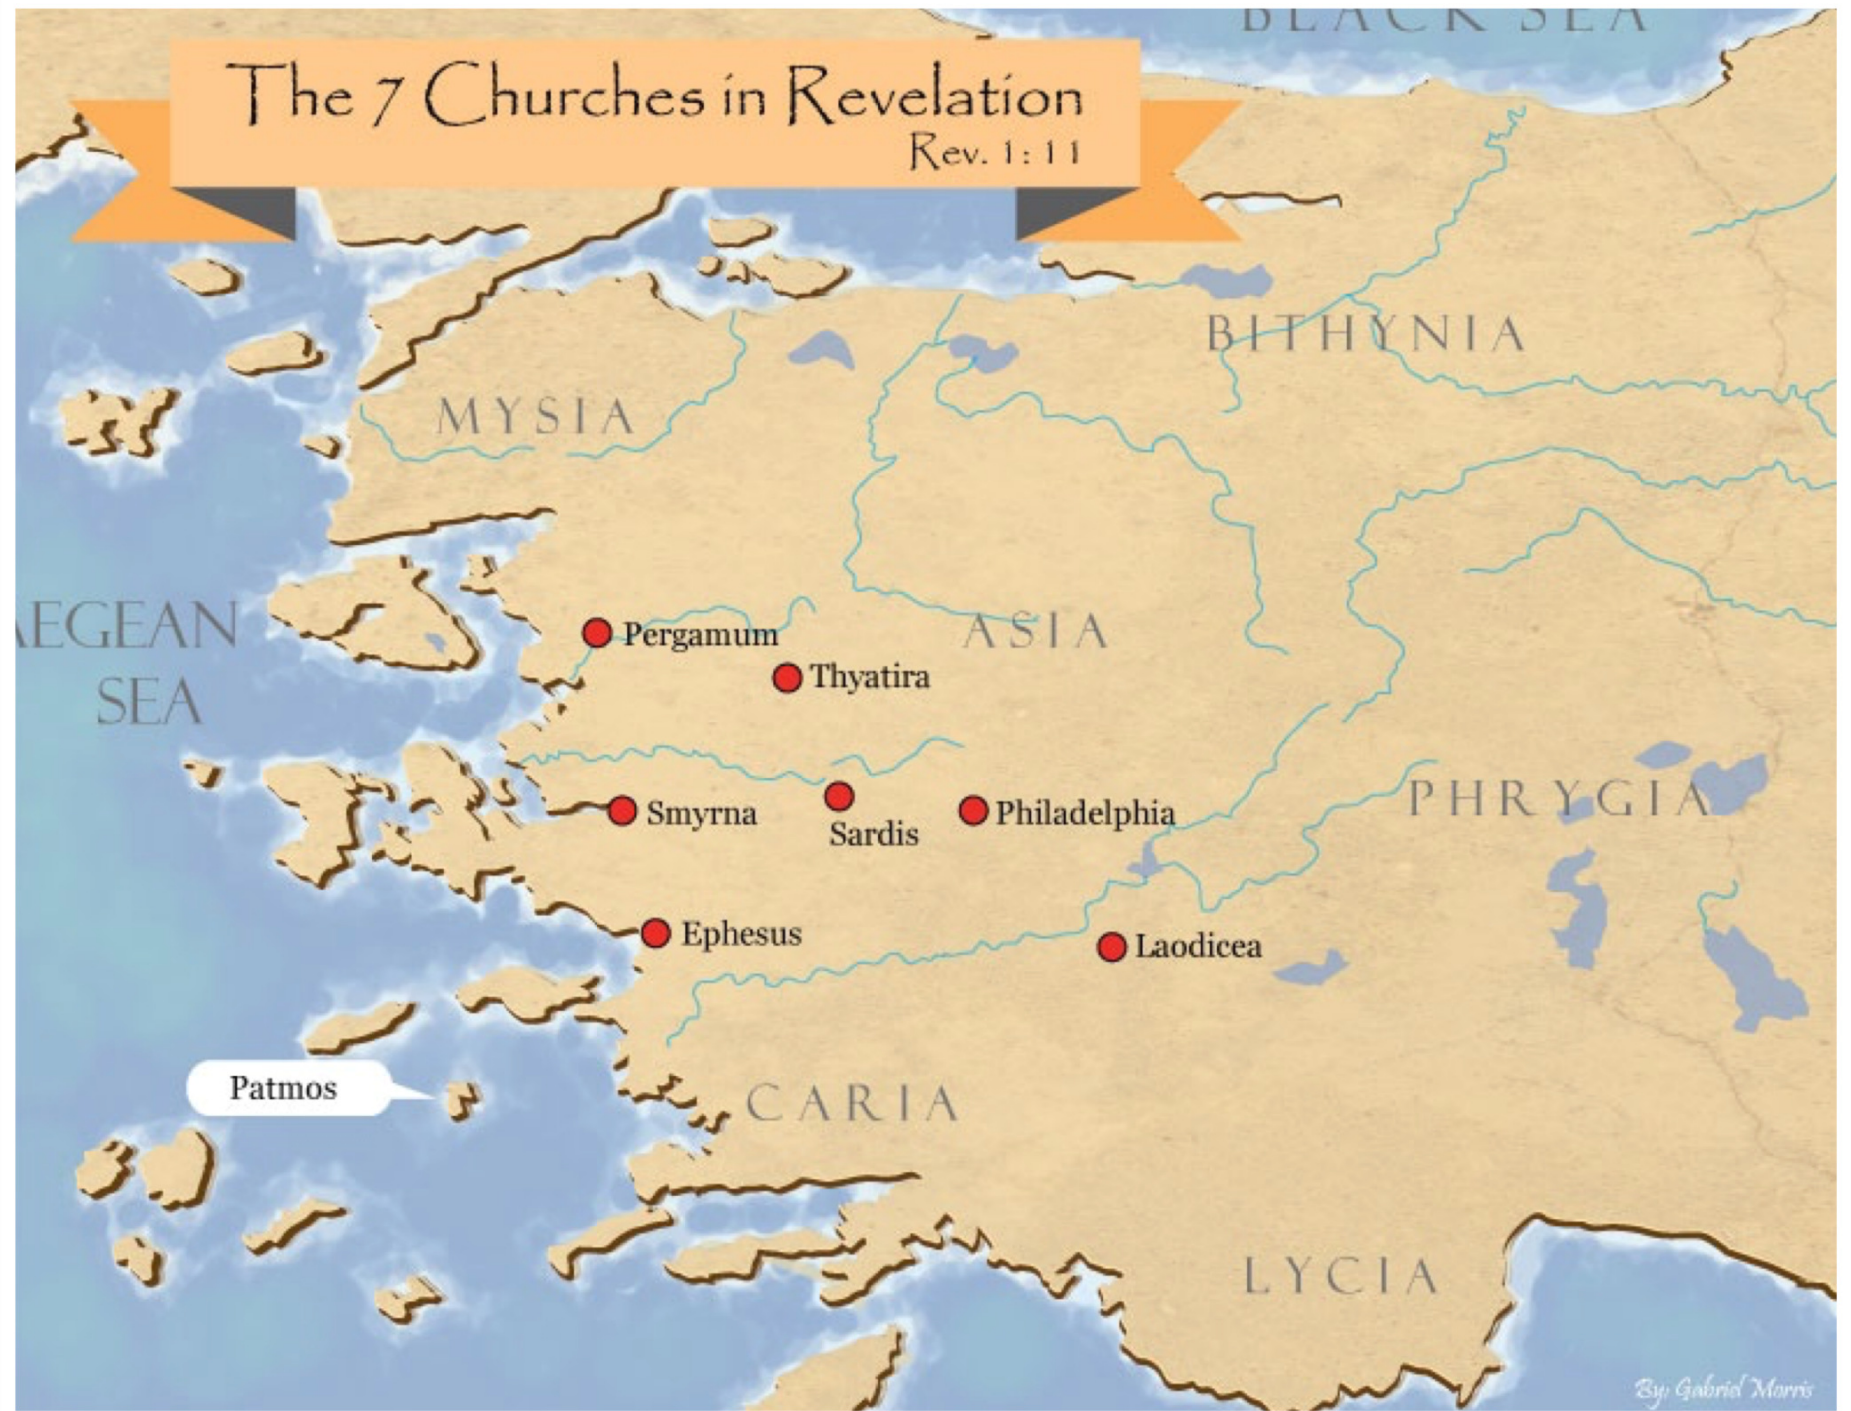 BLACK SEA
The 7 Churches in Revelation
Rev. 1:11
BITHYNIA
MYSIA
AEGEAN
SEA
Pergamum
ASIA
Thyatira
Smyrna
Sardis
Philadelphia
PHRYGIA
Ephesus
Laodicea
Patmos
CARIA
LYCIA
By: Gabriel Morris